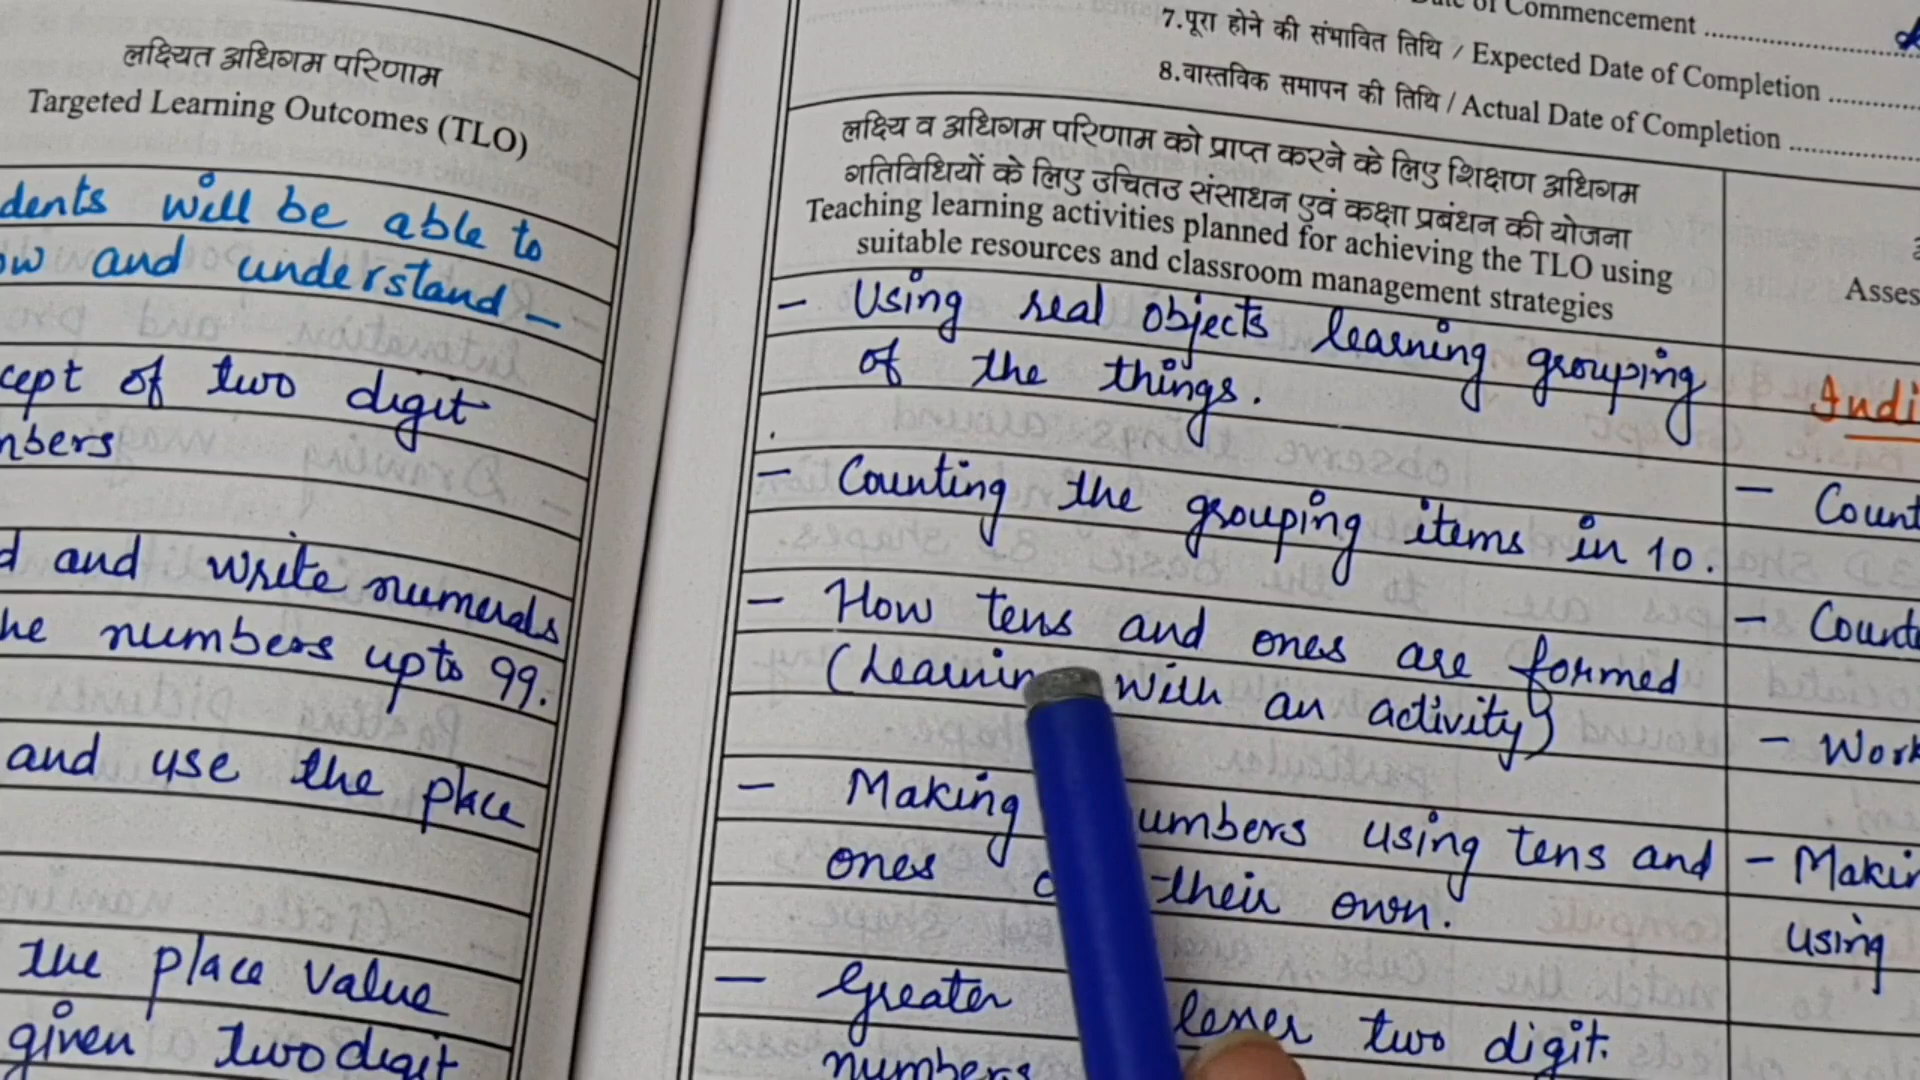 लक्ष्यित अधिगम परिणाम
Targeted Learning Outcomes (TLO)
dents will be able to
ow and understand -
cept of two digit
mbers
d and write numerals
he numbers upto 99.
and use the place
the place value
given two digit
of Commencement
7.पूरा होने की संभावित तिथि / Expected Date of Completion
8.वास्तविक समापन की तिथि / Actual Date of Completion
लक्ष्यि व अधिगम परिणाम को प्राप्त करने के लिए शिक्षण अधिगम
गतिविधियों के लिए उचितउ संसाधन एवं कक्षा प्रबंधन की योजना
Teaching learning activities planned for achieving the TLO using
suitable resources and classroom management strategies
- Using real objects learning grouping
of the things.
- Counting the grouping items in 10.
- How tens and ones are formed
(Learning with an activity)
- Making numbers using tens and
ones their own.
- Greater lesser two digit.
numbers
Asses
Indi
- Count
- Count
- Work
- Makin
using